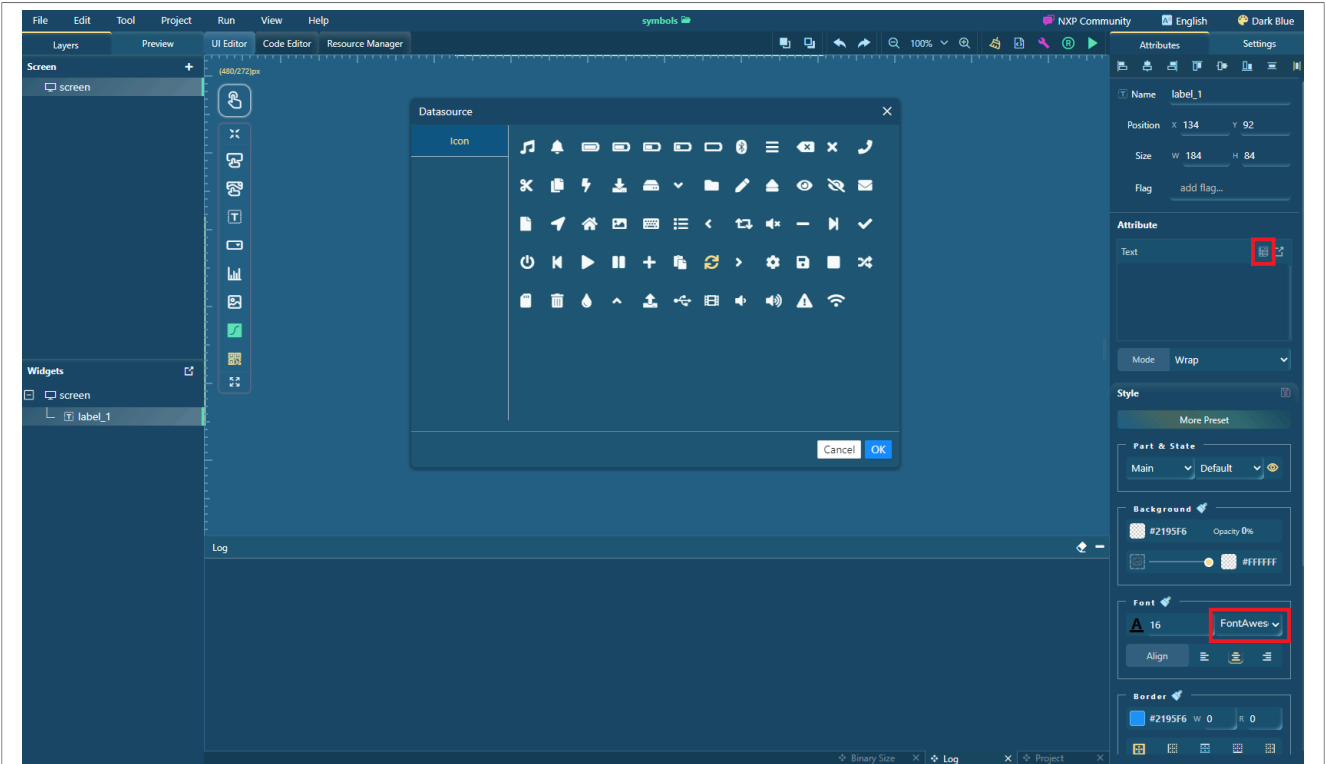 File Edit Tool Project Run View Help symbols NXP Community English Dark Blue
Layers Preview UI Editor Code Editor Resource Manager 100% Attributes Settings
Screen +
(480/272)px
screen
Name label_1
Position X 134 Y 92
Size W 184 H 84
Flag add flag...
Attribute
Text
Mode Wrap
Datasource
Icon
Cancel OK
Widgets
screen
label_1
Style
More Preset
Part & State
Main Default
Background
#2195F6 Opacity 0%
#FFFFFF
Font
A 16 FontAwes
Align
Border
#2195F6 W 0 R 0
Log
Binary Size Log Project